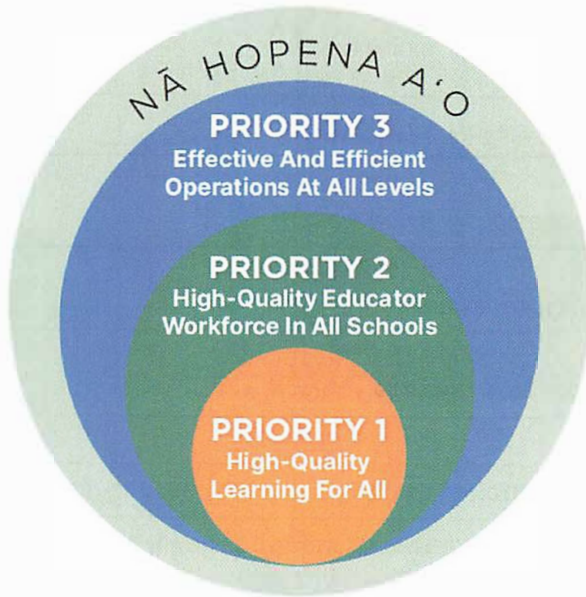 NĀ HOPENA AʻO
PRIORITY 3
Effective And Efficient
Operations At All Levels
PRIORITY 2
High-Quality Educator
Workforce In All Schools
PRIORITY 1
High-Quality
Learning For All